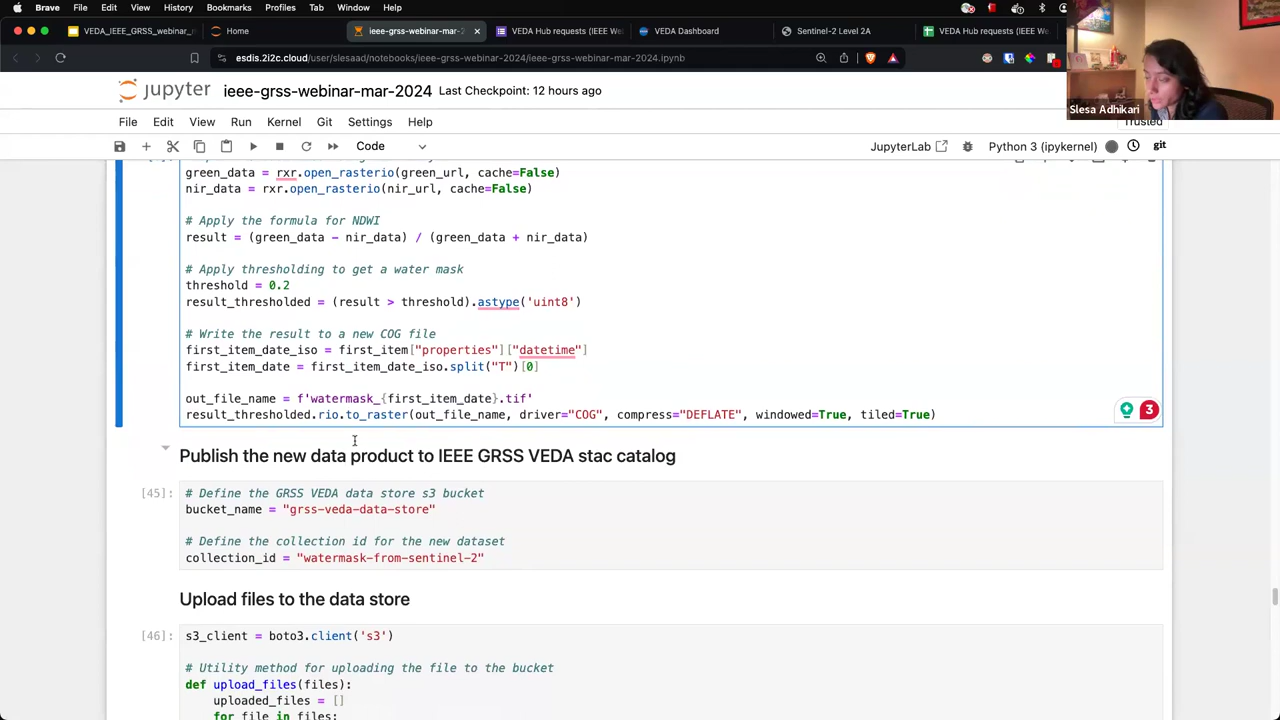 Brave File Edit View History Bookmarks Profiles Tab Window Help
VEDA_IEEE_GRSS_webinar_
Home
ieee-grss-webinar-mar-2
VEDA Hub requests (IEEE We
VEDA Dashboard
Sentinel-2 Level 2A
VEDA Hub requests (IEEE W
esdis.2i2c.cloud/user/slesaad/notebooks/ieee-grss-webinar-2024/ieee-grss-webinar-mar-2024.ipynb
jupyter ieee-grss-webinar-mar-2024 Last Checkpoint: 12 hours ago
Slesa Adhikari
File Edit View Run Kernel Git Settings Help
Trusted
Code JupyterLab Python 3 (ipykernel) git
green_data = rxr.open_rasterio(green_url, cache=False)
nir_data = rxr.open_rasterio(nir_url, cache=False)
# Apply the formula for NDWI
result = (green_data - nir_data) / (green_data + nir_data)
# Apply thresholding to get a water mask
threshold = 0.2
result_thresholded = (result > threshold).astype('uint8')
# Write the result to a new COG file
first_item_date_iso = first_item["properties"]["datetime"]
first_item_date = first_item_date_iso.split("T")[0]
out_file_name = f'watermask_{first_item_date}.tif'
result_thresholded.rio.to_raster(out_file_name, driver="COG", compress="DEFLATE", windowed=True, tiled=True)
3
Publish the new data product to IEEE GRSS VEDA stac catalog
[45]: # Define the GRSS VEDA data store s3 bucket
bucket_name = "grss-veda-data-store"
# Define the collection id for the new dataset
collection_id = "watermask-from-sentinel-2"
Upload files to the data store
[46]: s3_client = boto3.client('s3')
# Utility method for uploading the file to the bucket
def upload_files(files):
uploaded_files = []
for file in files: